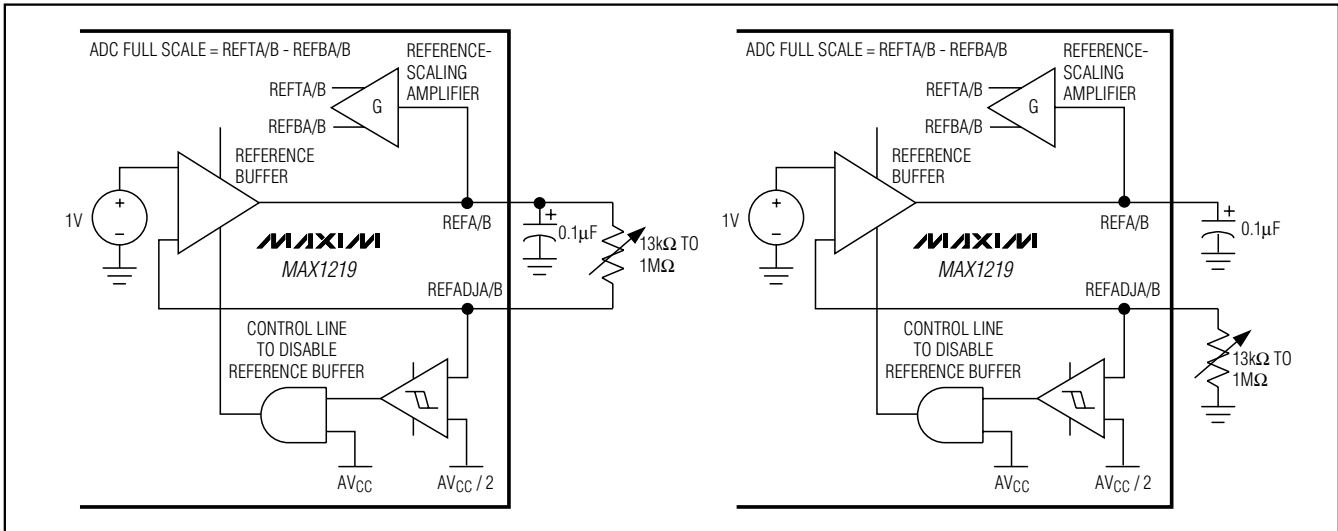 ADC FULL SCALE = REFTA/B - REFBA/B
REFERENCE-
SCALING
AMPLIFIER
REFTA/B
G
REFBA/B
REFERENCE
BUFFER
1V
+
−
MAXIM
MAX1219
REFA/B
+
0.1µF
13kΩ TO
1MΩ
REFADJA/B
CONTROL LINE
TO DISABLE
REFERENCE BUFFER
AVCC
AVCC / 2
ADC FULL SCALE = REFTA/B - REFBA/B
REFERENCE-
SCALING
AMPLIFIER
REFTA/B
G
REFBA/B
REFERENCE
BUFFER
1V
+
−
MAXIM
MAX1219
REFA/B
+
0.1µF
REFADJA/B
13kΩ TO
1MΩ
CONTROL LINE
TO DISABLE
REFERENCE BUFFER
AVCC
AVCC / 2